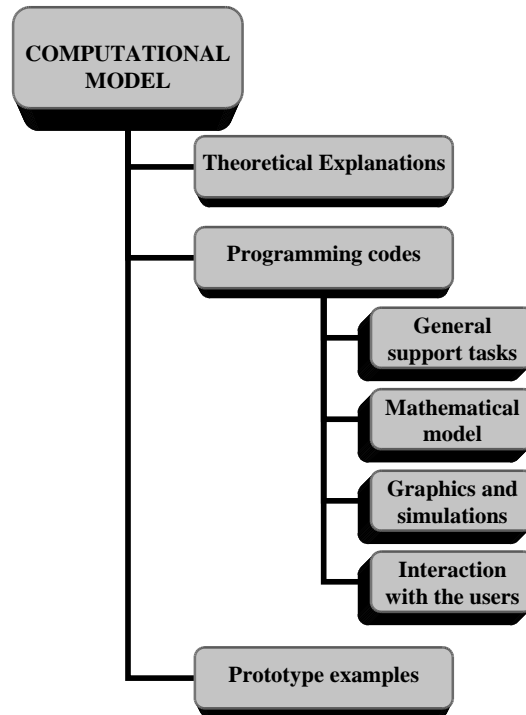 COMPUTATIONAL
MODEL
Theoretical Explanations
Programming codes
General
support tasks
Mathematical
model
Graphics and
simulations
Interaction
with the users
Prototype examples